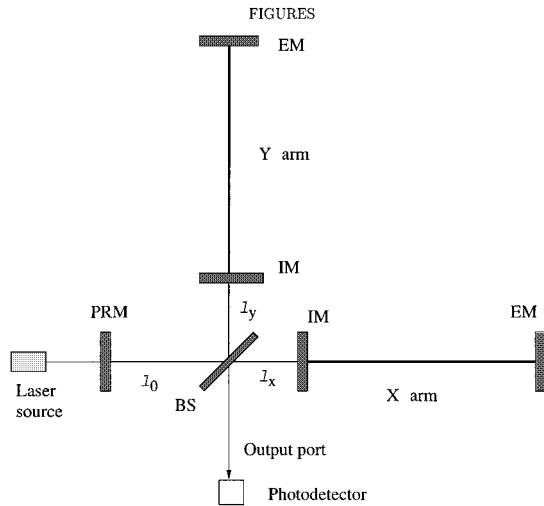 FIGURES
EM
Y arm
IM
PRM
l_y
IM
EM
l_0
BS
l_x
X arm
Laser
source
Output port
Photodetector